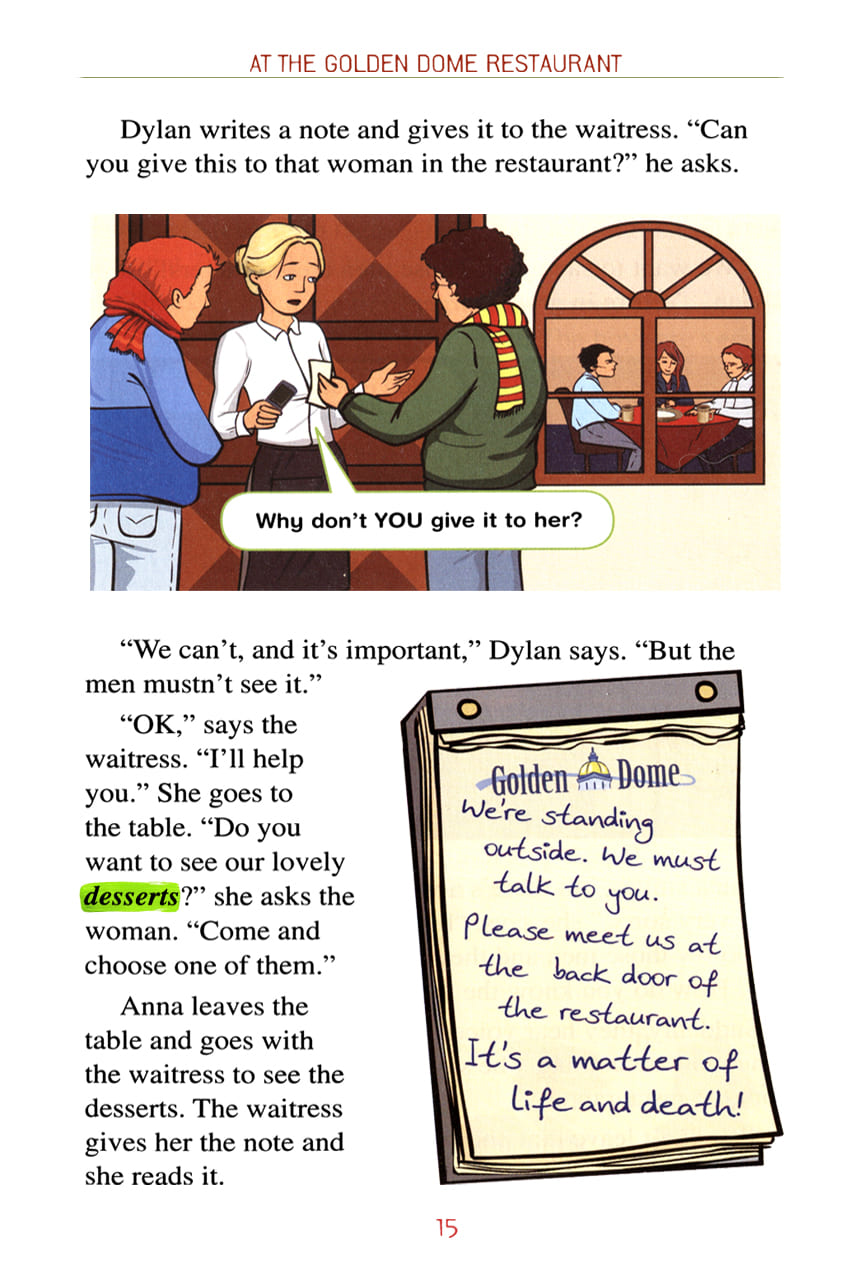 AT THE GOLDEN DOME RESTAURANT
Dylan writes a note and gives it to the waitress. “Can
you give this to that woman in the restaurant?” he asks.
Why don’t YOU give it to her?
“We can’t, and it’s important,” Dylan says. “But the
men mustn’t see it.”
“OK,” says the
waitress. “I’ll help
you.” She goes to
the table. “Do you
want to see our lovely
desserts?” she asks the
woman. “Come and
choose one of them.”
Anna leaves the
table and goes with
the waitress to see the
desserts. The waitress
gives her the note and
she reads it.
Golden Dome
We’re standing
outside. We must
talk to you.
Please meet us at
the back door of
the restaurant.
It’s a matter of
life and death!
15